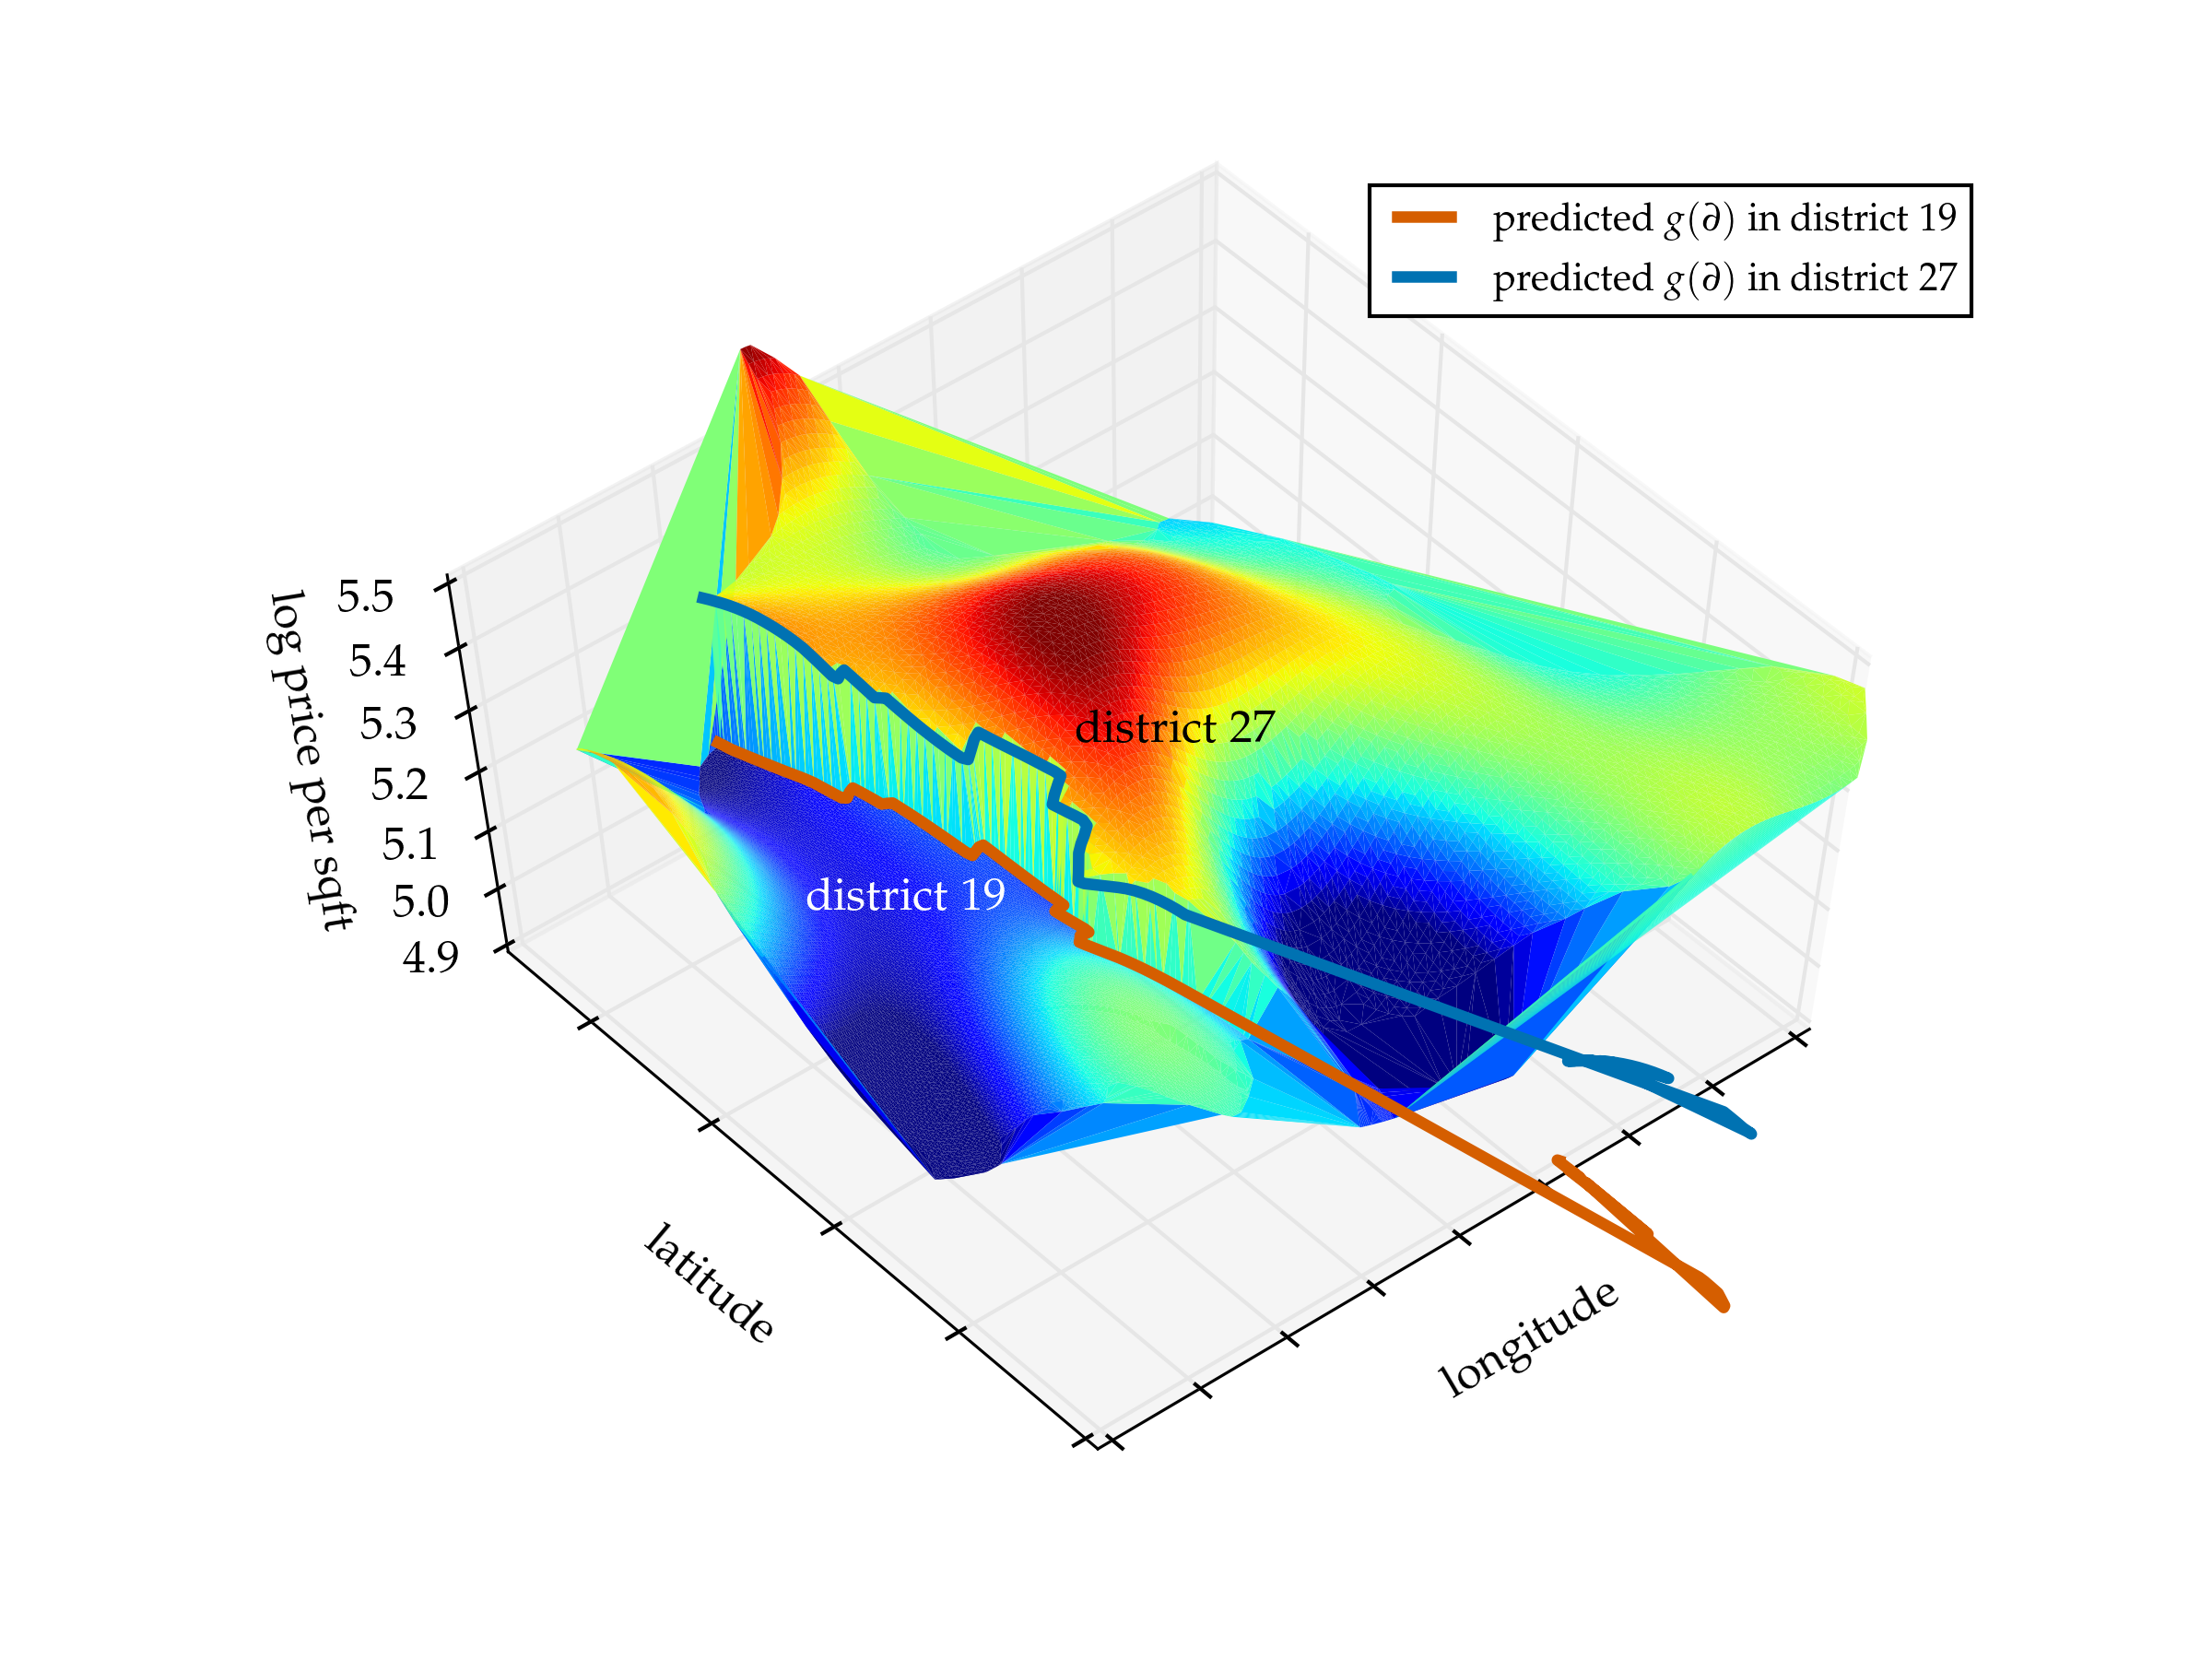 predicted g(∂) in district 19
predicted g(∂) in district 27
5.5
5.4
5.3
5.2
5.1
5.0
4.9
log price per sqft
district 27
district 19
latitude
longitude